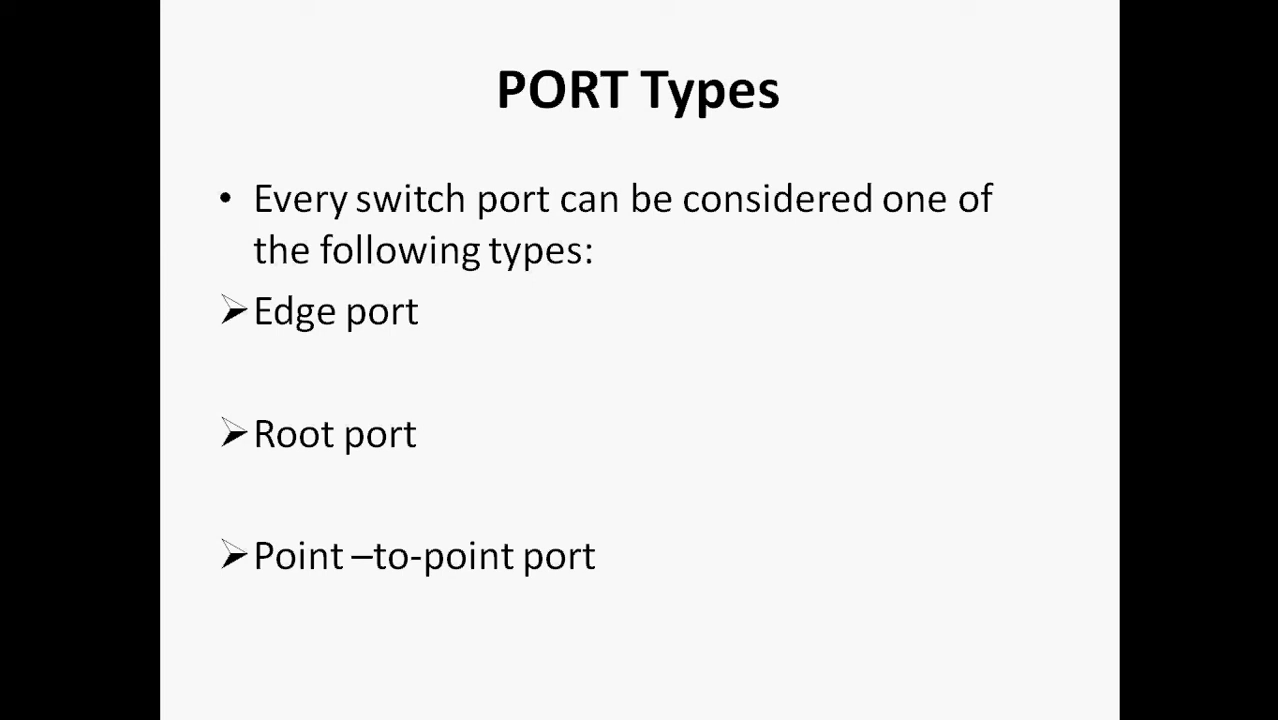 PORT Types
• Every switch port can be considered one of
the following types:
➢Edge port
➢Root port
➢Point –to-point port